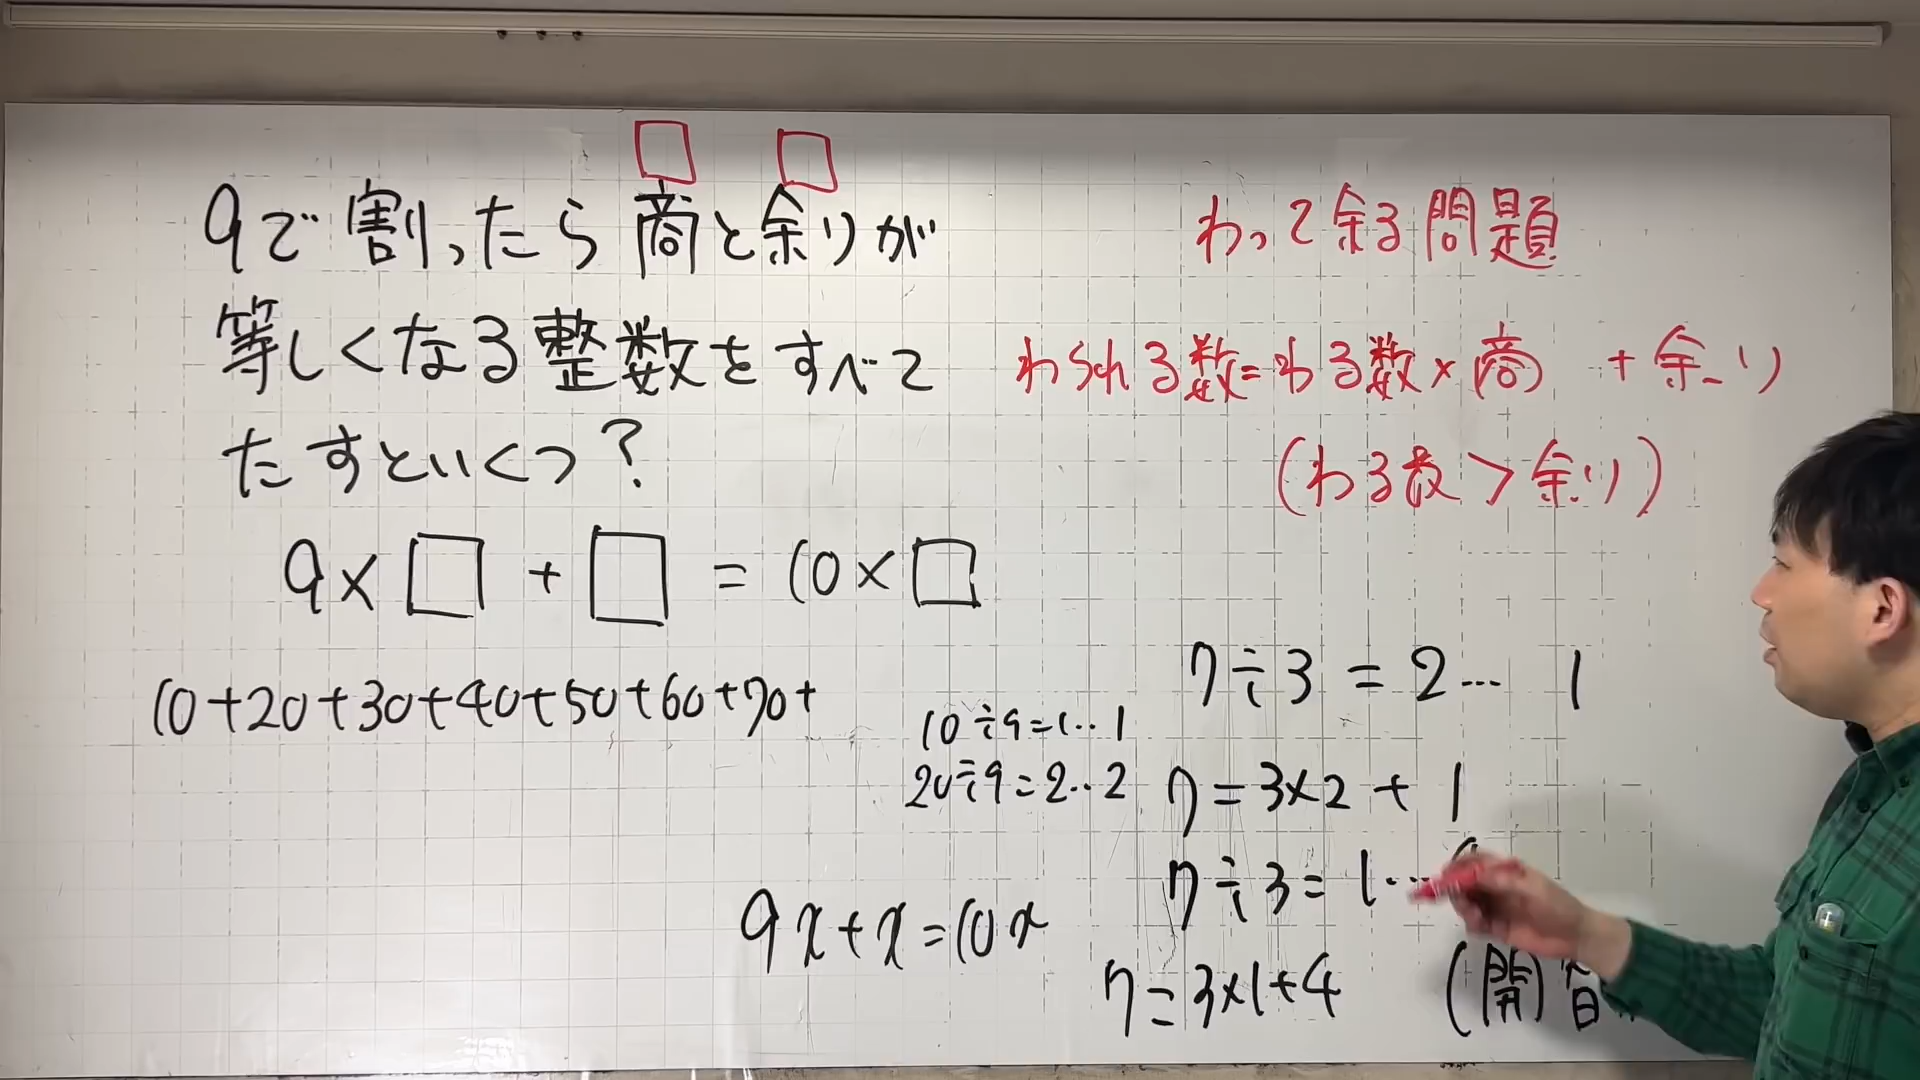 9で割ったら商と余りが
等しくなる整数をすべて
たすといくつ?
9×□+□=10×□
10+20+30+40+50+60+70+
わって余る問題
わられる数=わる数×商+余り
(わる数>余り)
10÷9=1…1
20÷9=2…2
7÷3=2…1
7=3×2+1
7÷3=1…
7=3×1+4
9x+x=10x
(開智